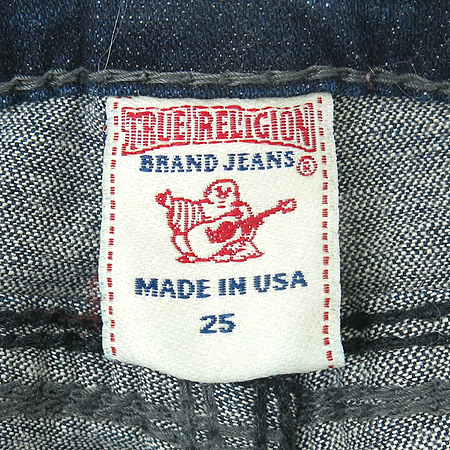 TRUE RELIGION
BRAND JEANS ®
MADE IN USA
25